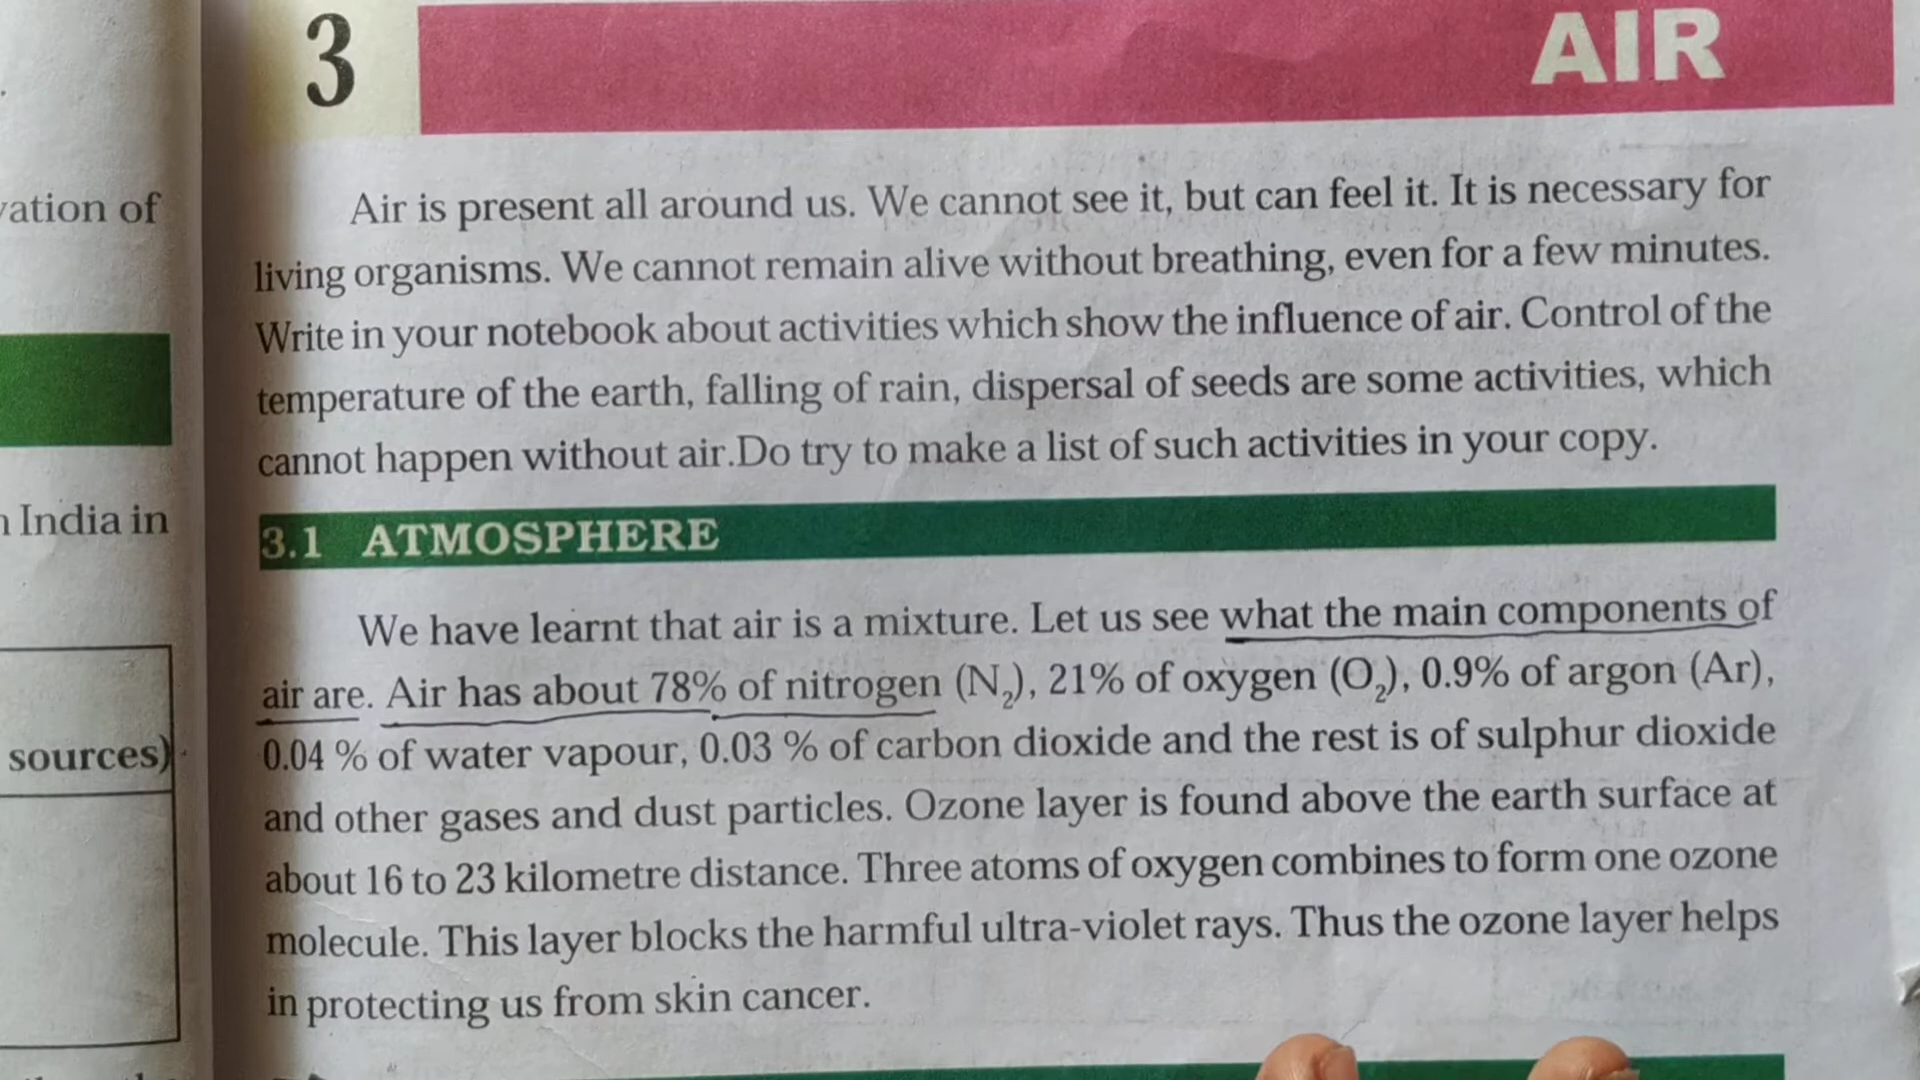 3
AIR
Air is present all around us. We cannot see it, but can feel it. It is necessary for
living organisms. We cannot remain alive without breathing, even for a few minutes.
Write in your notebook about activities which show the influence of air. Control of the
temperature of the earth, falling of rain, dispersal of seeds are some activities, which
cannot happen without air.Do try to make a list of such activities in your copy.
3.1 ATMOSPHERE
We have learnt that air is a mixture. Let us see what the main components of
air are. Air has about 78% of nitrogen (N₂), 21% of oxygen (O₂), 0.9% of argon (Ar),
0.04 % of water vapour, 0.03 % of carbon dioxide and the rest is of sulphur dioxide
and other gases and dust particles. Ozone layer is found above the earth surface at
about 16 to 23 kilometre distance. Three atoms of oxygen combines to form one ozone
molecule. This layer blocks the harmful ultra-violet rays. Thus the ozone layer helps
in protecting us from skin cancer.
of
India in
sources)